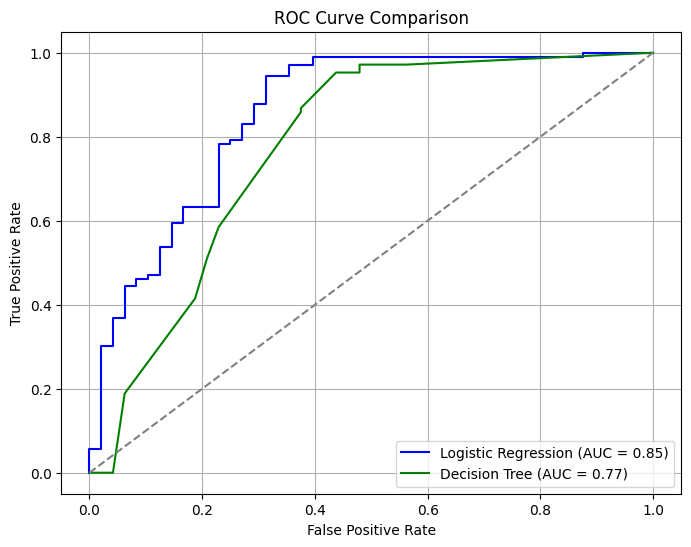 ROC Curve Comparison
True Positive Rate
1.0
0.8
0.6
0.4
0.2
0.0
Logistic Regression (AUC = 0.85)
Decision Tree (AUC = 0.77)
0.0 0.2 0.4 0.6 0.8 1.0
False Positive Rate